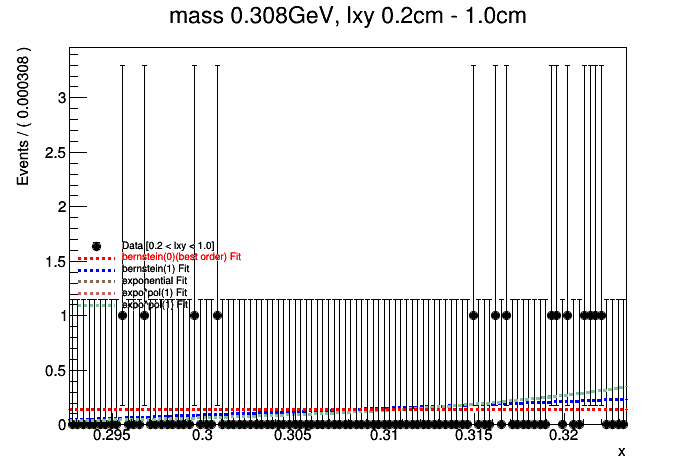 mass 0.308GeV, lxy 0.2cm - 1.0cm
Events / ( 0.000308 )
3
2.5
2
1.5
1
0.5
0
Data [0.2 < lxy < 1.0]
bernstein(0)(best order) Fit
bernstein(1) Fit
exponential Fit
expo*pol(1) Fit
expo*pol(1) Fit
0.295 0.3 0.305 0.31 0.315 0.32
x